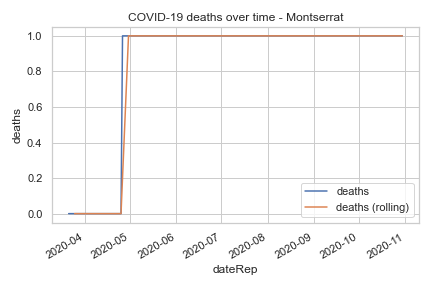 COVID-19 deaths over time - Montserrat
1.0
0.8
0.6
0.4
0.2
0.0
deaths
deaths
deaths (rolling)
2020-04
2020-05
2020-06
2020-07
2020-08
2020-09
2020-10
2020-11
dateRep